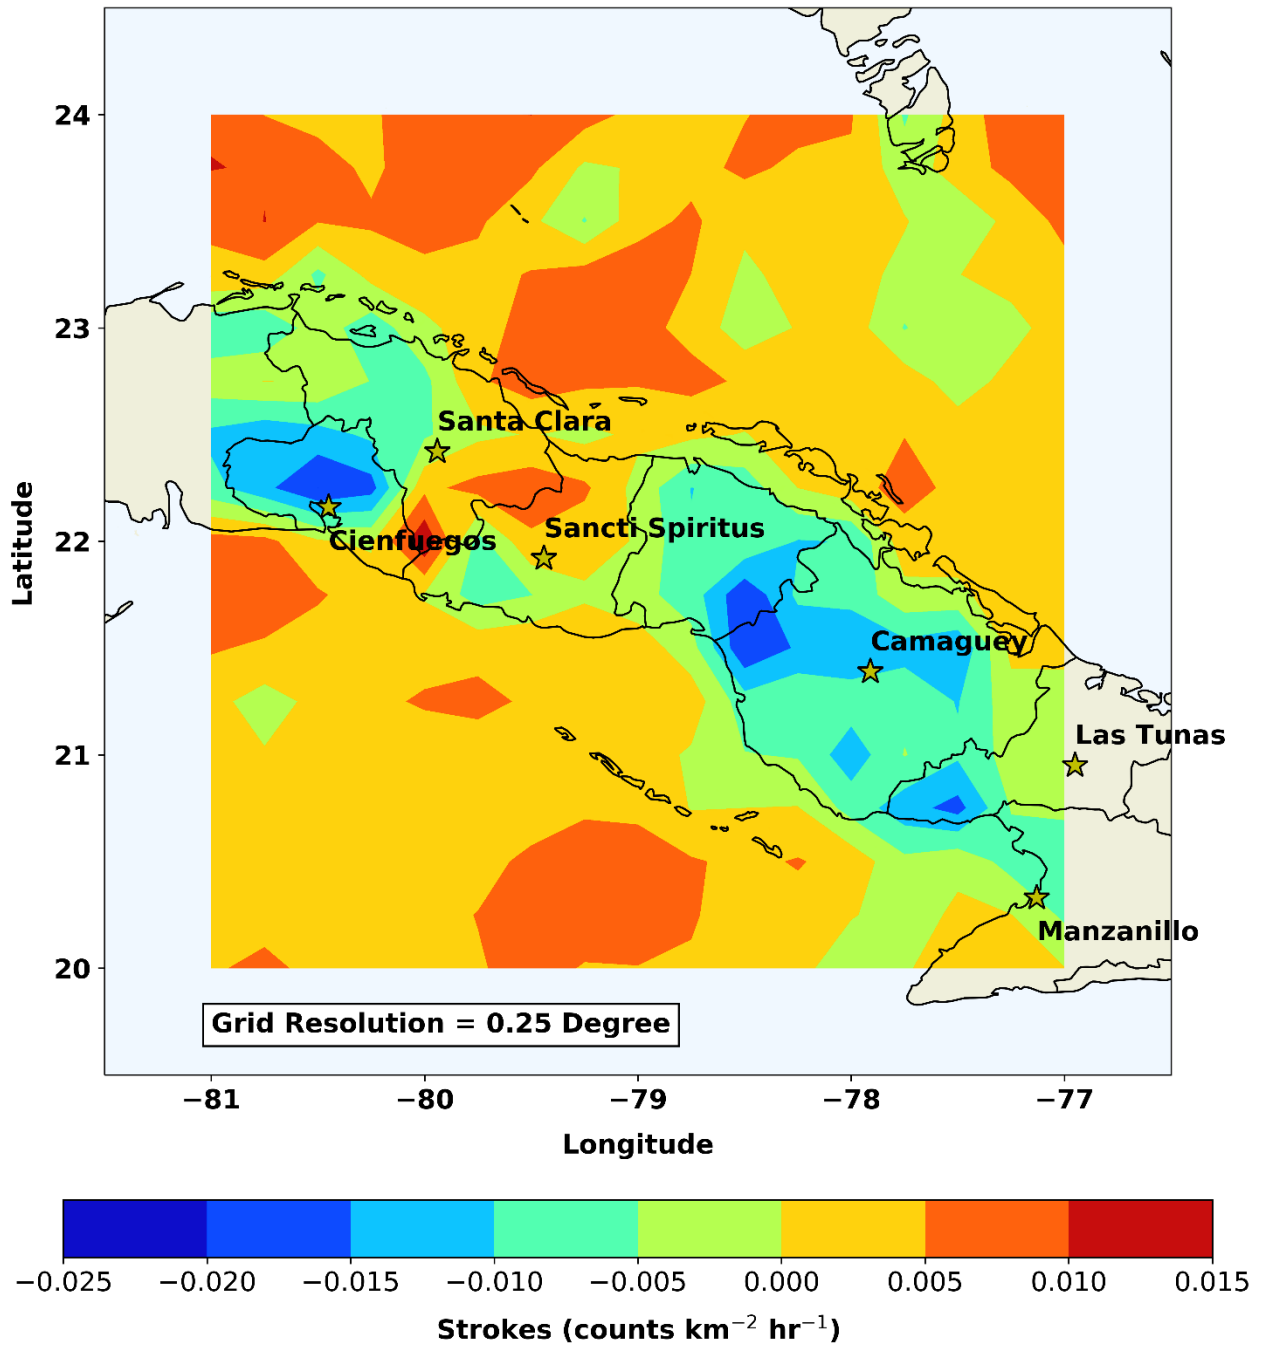 24
23
Santa Clara
22
Sancti Spiritus
Cienfuegos
Latitude
Camaguey
21
Las Tunas
Manzanillo
20
Grid Resolution = 0.25 Degree
−81 −80 −79 −78 −77
Longitude
−0.025 −0.020 −0.015 −0.010 −0.005 0.000 0.005 0.010 0.015
Strokes (counts km⁻² hr⁻¹)